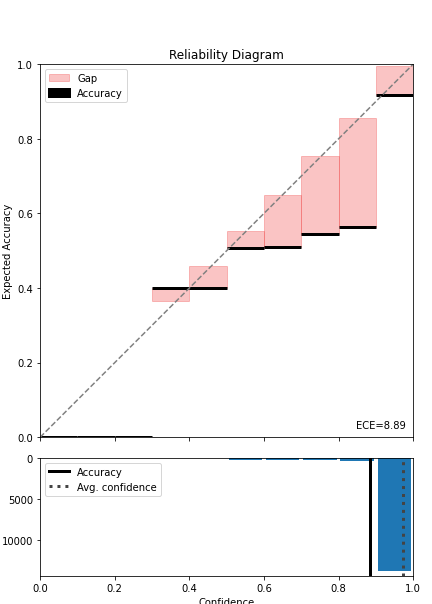 Reliability Diagram
Gap
Accuracy
1.0
0.8
0.6
0.4
0.2
0.0
Expected Accuracy
ECE=8.89
Accuracy
Avg. confidence
0
5000
10000
0.0 0.2 0.4 0.6 0.8 1.0
Confidence